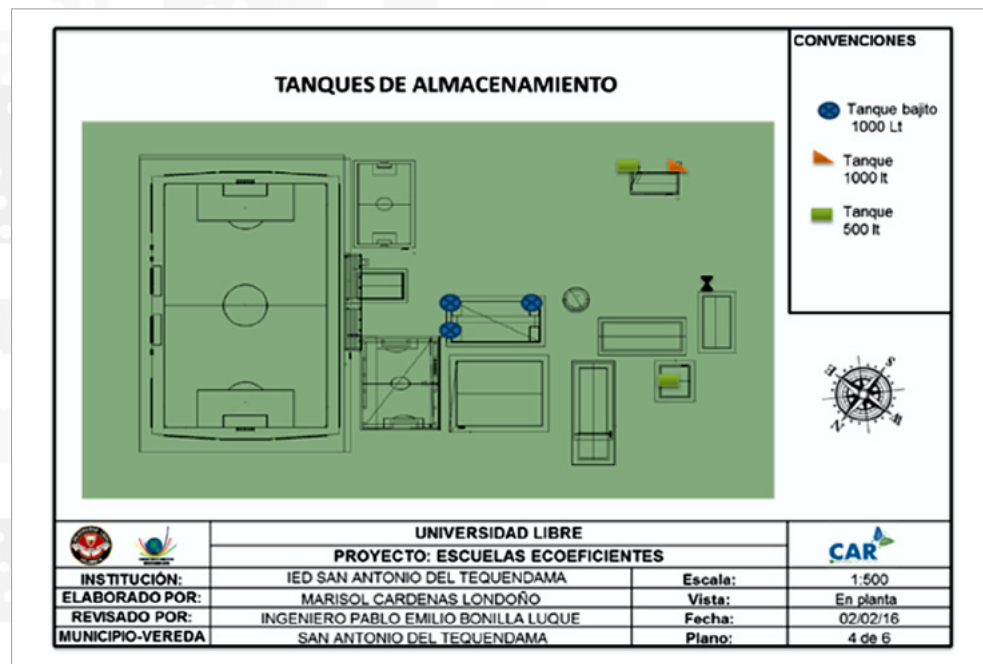 CONVENCIONES
TANQUES DE ALMACENAMIENTO
Tanque bajito
1000 Lt
Tanque
1000 lt
Tanque
500 lt
S
E
W
N
UNIVERSIDAD LIBRE
PROYECTO: ESCUELAS ECOEFICIENTES
CAR
INSTITUCIÓN: IED SAN ANTONIO DEL TEQUENDAMA Escala: 1:500
ELABORADO POR: MARISOL CARDENAS LONDOÑO Vista: En planta
REVISADO POR: INGENIERO PABLO EMILIO BONILLA LUQUE Fecha: 02/02/16
MUNICIPIO-VEREDA SAN ANTONIO DEL TEQUENDAMA Plano: 4 de 6